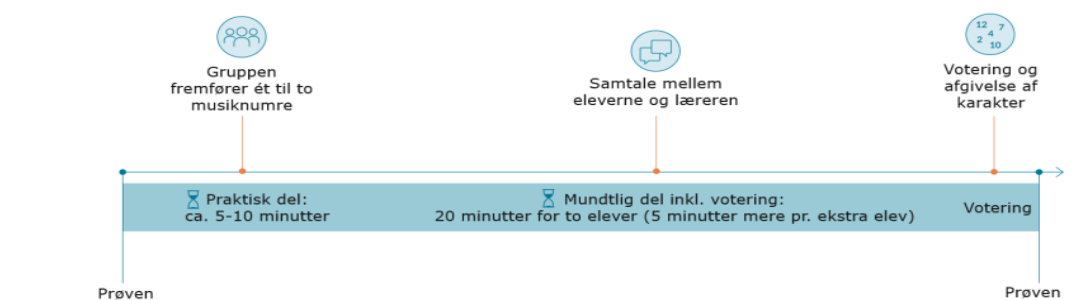 Gruppen
fremfører ét til to
musiknumre
Samtale mellem
eleverne og læreren
12 7
4
2 10
Votering og
afgivelse af
karakter
Praktisk del:
ca. 5-10 minutter
Mundtlig del inkl. votering:
20 minutter for to elever (5 minutter mere pr. ekstra elev)
Votering
Prøven
Prøven